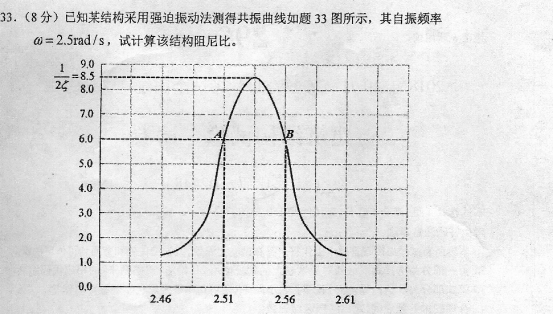 33．（8 分）已知某结构采用强迫振动法测得共振曲线如题 33 图所示，其自振频率
ω = 2.5rad / s，试计算该结构阻尼比。
9.0
1/2ζ =8.5
8.0
7.0
A
B
6.0
5.0
4.0
3.0
2.0
1.0
0.0
2.46 2.51 2.56 2.61